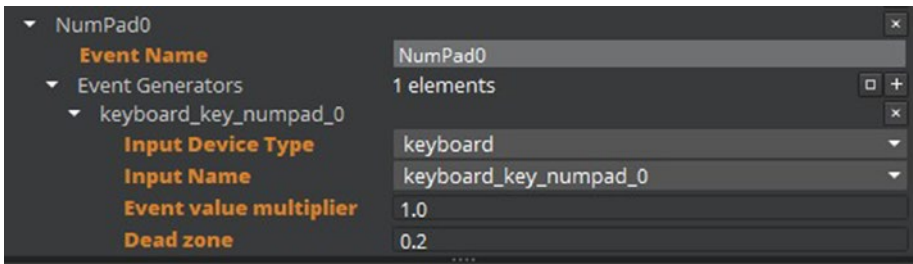 NumPad0
Event Name NumPad0
Event Generators 1 elements
keyboard_key_numpad_0
Input Device Type keyboard
Input Name keyboard_key_numpad_0
Event value multiplier 1.0
Dead zone 0.2